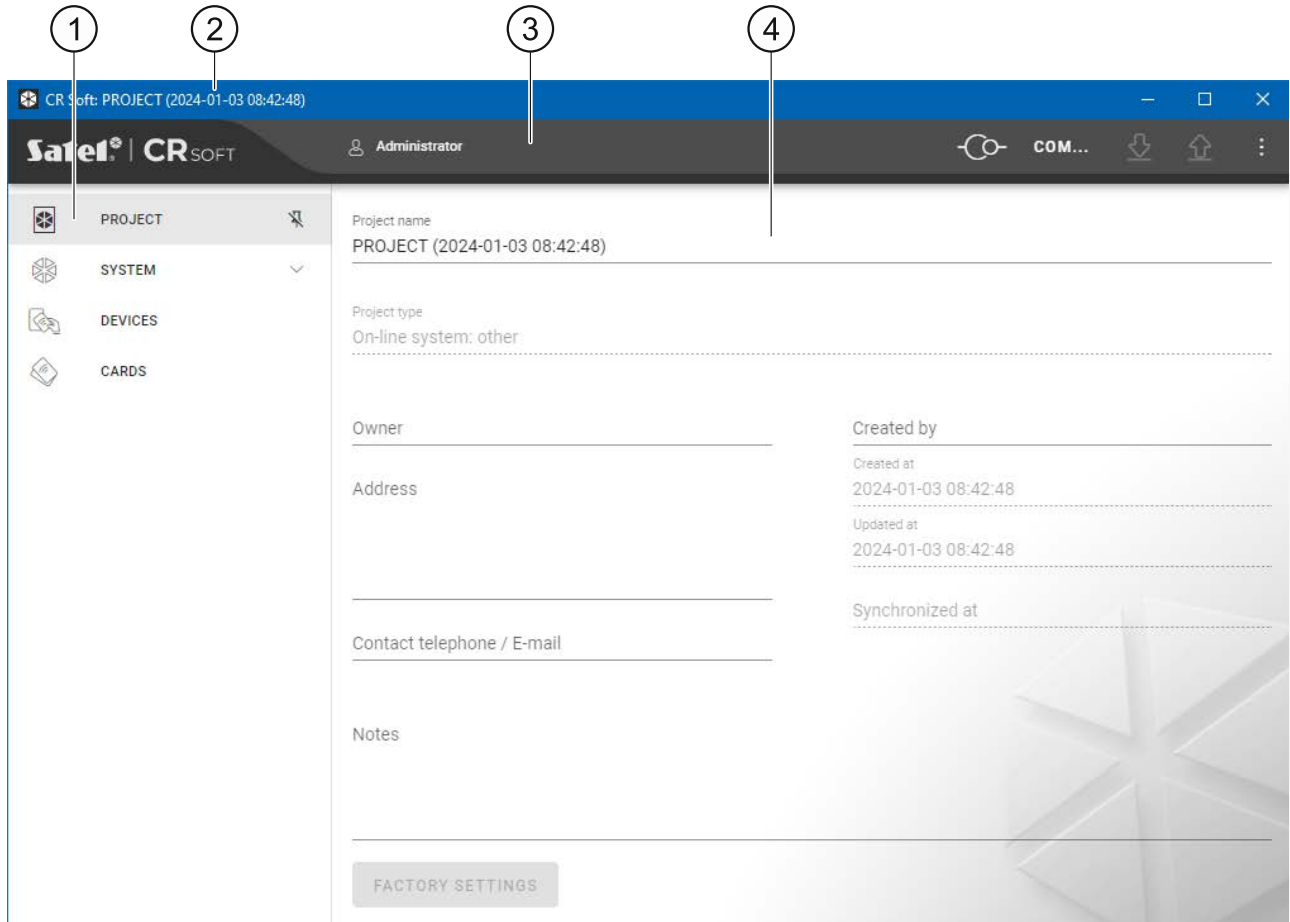 1 2 3 4
CR Soft: PROJECT (2024-01-03 08:42:48)
Satel® | CR SOFT Administrator COM...
PROJECT
SYSTEM
DEVICES
CARDS
Project name
PROJECT (2024-01-03 08:42:48)
Project type
On-line system: other
Owner
Address
Contact telephone / E-mail
Created by
Created at
2024-01-03 08:42:48
Updated at
2024-01-03 08:42:48
Synchronized at
Notes
FACTORY SETTINGS